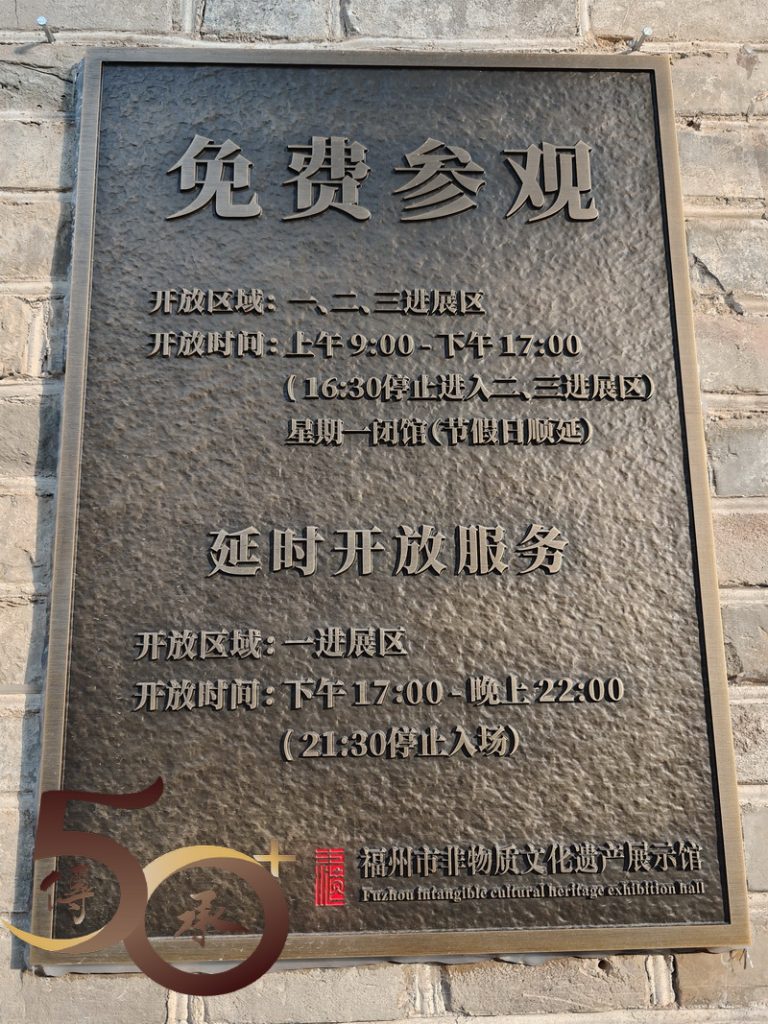 免费参观
开放区域：一、二、三进展区
开放时间：上午 9:00 - 下午 17:00
(16:30停止进入二、三进展区)
星期一闭馆(节假日顺延)
延时开放服务
开放区域：一进展区
开放时间：下午 17:00 - 晚上 22:00
(21:30停止入场)
福州市非物质文化遗产展示馆
Fuzhou intangible cultural heritage exhibition hall
50+
傳承